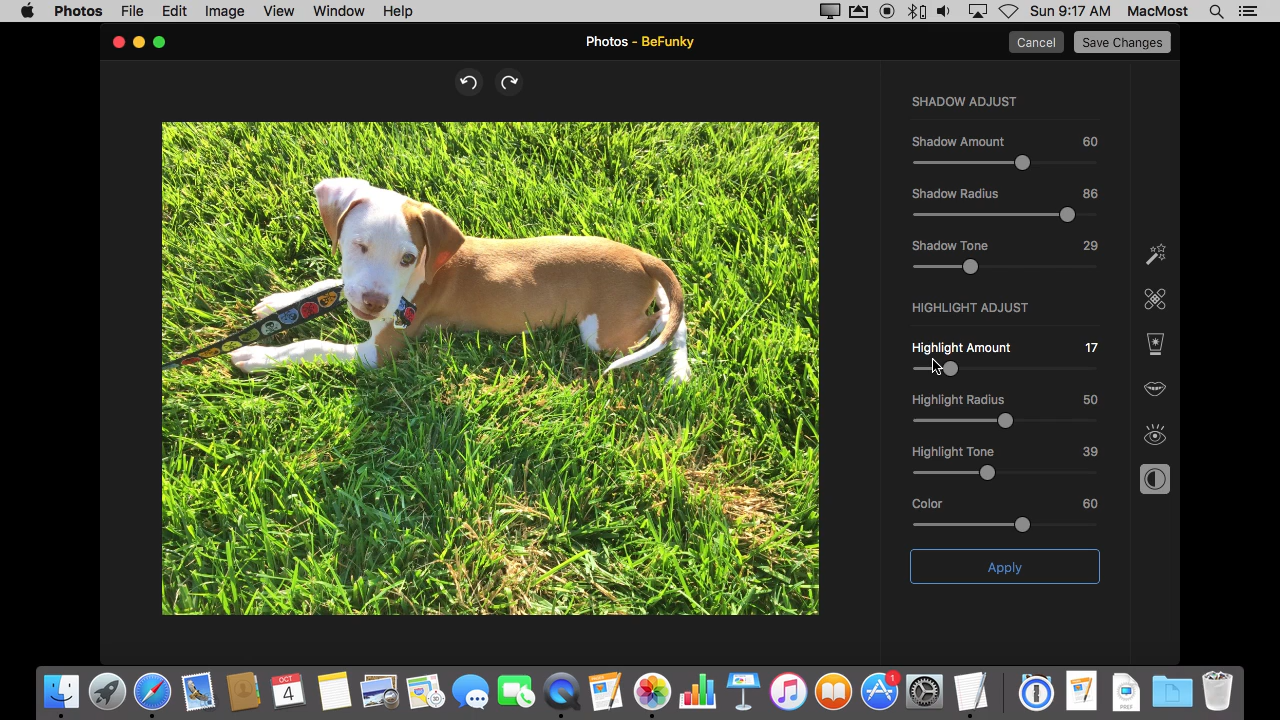 Photos File Edit Image View Window Help Sun 9:17 AM MacMost
Photos - BeFunky
Cancel
Save Changes
SHADOW ADJUST
Shadow Amount 60
Shadow Radius 86
Shadow Tone 29
HIGHLIGHT ADJUST
Highlight Amount 17
Highlight Radius 50
Highlight Tone 39
Color 60
Apply
OCT
4
1